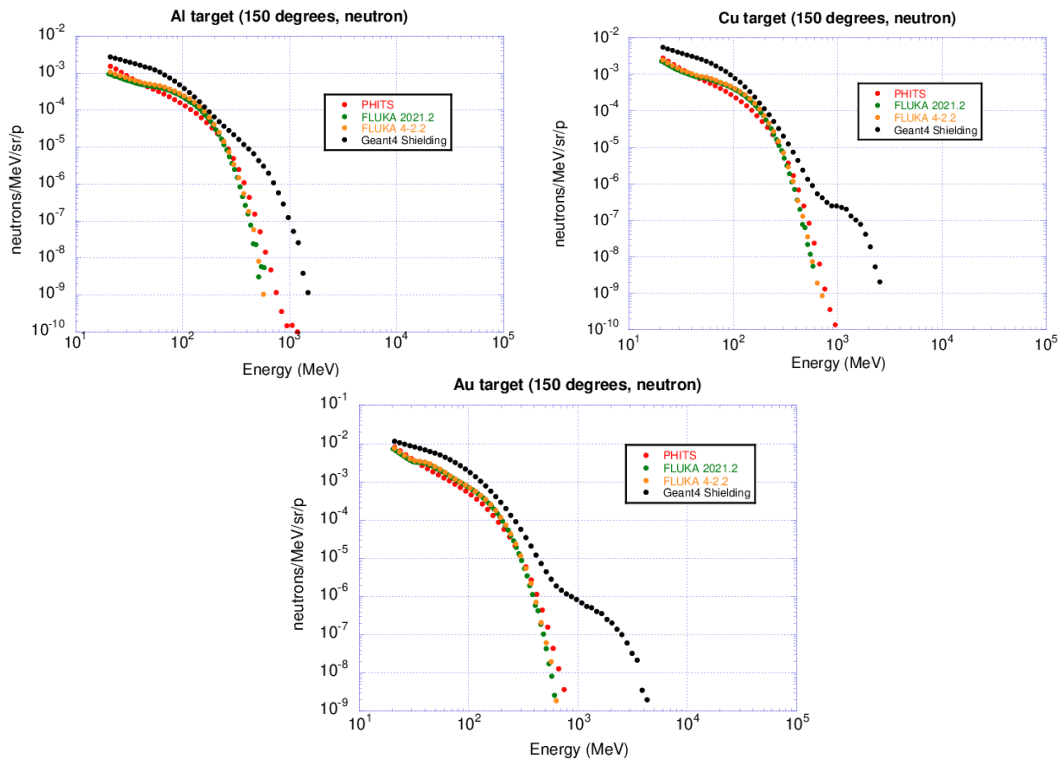 Al target (150 degrees, neutron)
neutrons/MeV/sr/p
10^-2
10^-3
10^-4
10^-5
10^-6
10^-7
10^-8
10^-9
10^-10
PHITS
FLUKA 2021.2
FLUKA 4-2.2
Geant4 Shielding
10^1 10^2 10^3 10^4 10^5
Energy (MeV)
Cu target (150 degrees, neutron)
neutrons/MeV/sr/p
10^-2
10^-3
10^-4
10^-5
10^-6
10^-7
10^-8
10^-9
10^-10
PHITS
FLUKA 2021.2
FLUKA 4-2.2
Geant4 Shielding
10^1 10^2 10^3 10^4 10^5
Energy (MeV)
Au target (150 degrees, neutron)
neutrons/MeV/sr/p
10^-1
10^-2
10^-3
10^-4
10^-5
10^-6
10^-7
10^-8
10^-9
PHITS
FLUKA 2021.2
FLUKA 4-2.2
Geant4 Shielding
10^1 10^2 10^3 10^4 10^5
Energy (MeV)